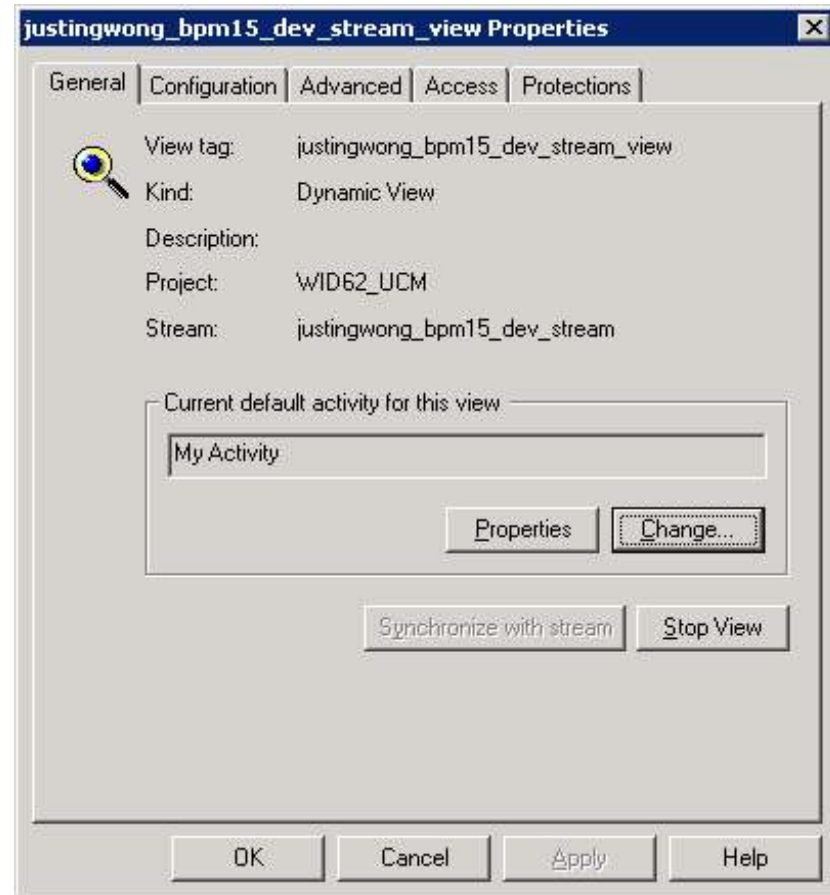 justingwong_bpm15_dev_stream_view Properties
General Configuration Advanced Access Protections
View tag: justingwong_bpm15_dev_stream_view
Kind: Dynamic View
Description:
Project: WID62_UCM
Stream: justingwong_bpm15_dev_stream
Current default activity for this view
My Activity
Properties Change...
Synchronize with stream Stop View
OK Cancel Apply Help